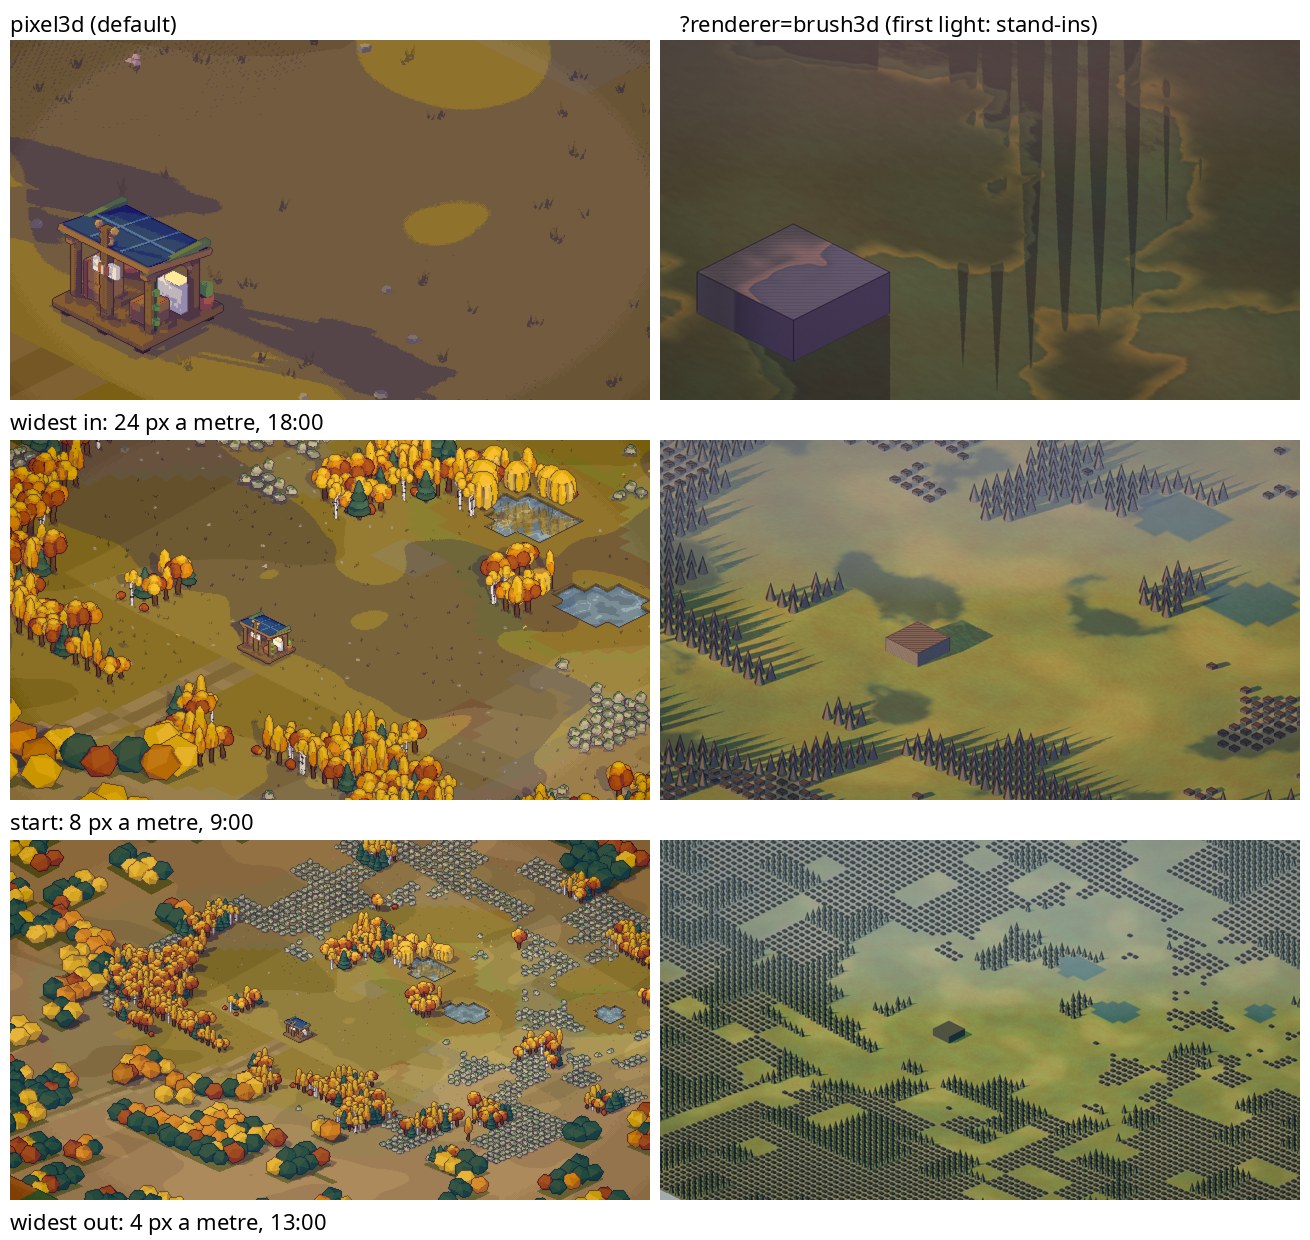 pixel3d (default)
?renderer=brush3d (first light: stand-ins)
widest in: 24 px a metre, 18:00
start: 8 px a metre, 9:00
widest out: 4 px a metre, 13:00